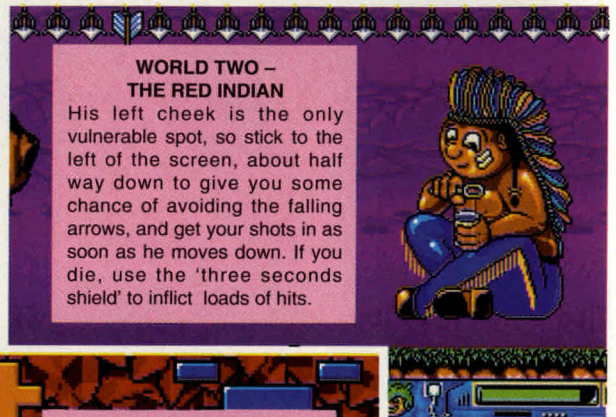 WORLD TWO –
THE RED INDIAN
His left cheek is the only
vulnerable spot, so stick to the
left of the screen, about half
way down to give you some
chance of avoiding the falling
arrows, and get your shots in as
soon as he moves down. If you
die, use the 'three seconds
shield' to inflict loads of hits.